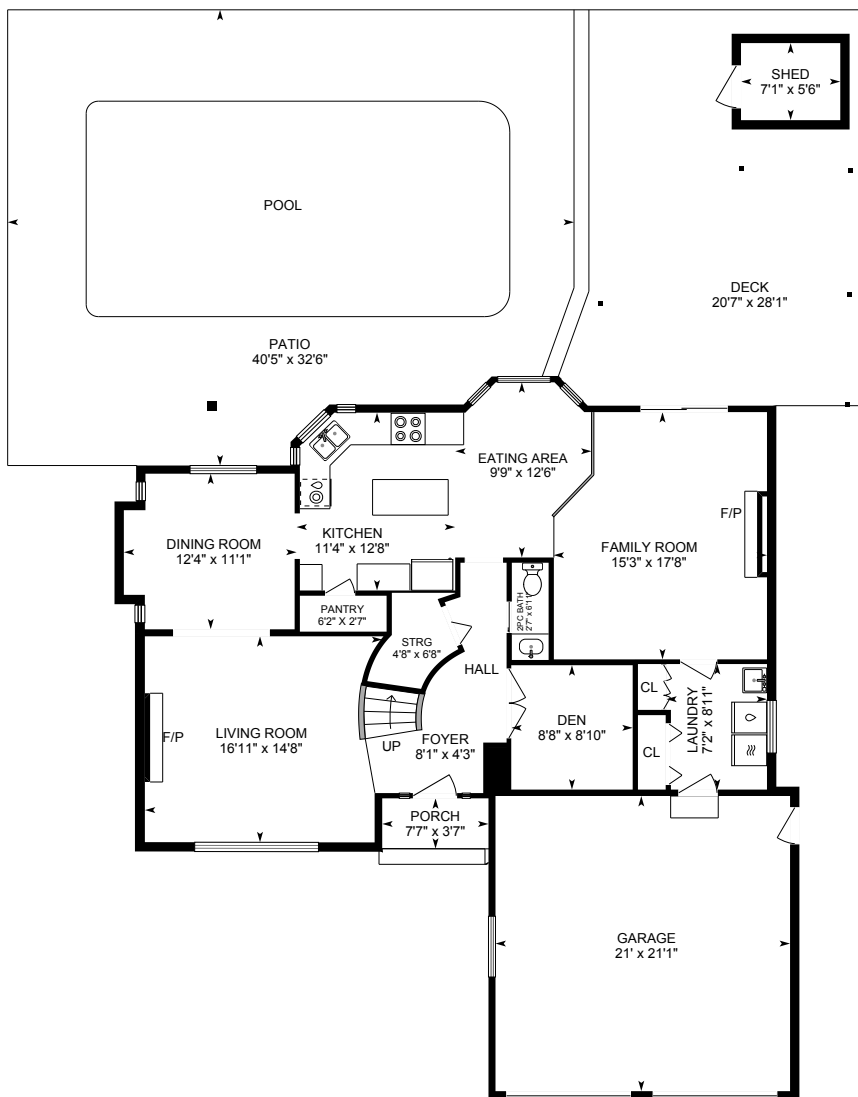 SHED
7'1" x 5'6"
POOL
DECK
20'7" x 28'1"
PATIO
40'5" x 32'6"
EATING AREA
9'9" x 12'6"
F/P
KITCHEN
11'4" x 12'8"
DINING ROOM
12'4" x 11'1"
FAMILY ROOM
15'3" x 17'8"
PANTRY
6'2" x 2'7"
2PC BATH
2'7" x 6'11"
STRG
4'8" x 6'8"
HALL
CL
LAUNDRY
7'2" x 8'11"
DEN
8'8" x 8'10"
LIVING ROOM
16'11" x 14'8"
F/P
UP
FOYER
8'1" x 4'3"
CL
PORCH
7'7" x 3'7"
GARAGE
21' x 21'1"